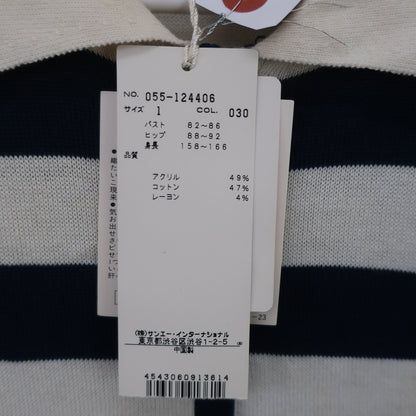 NO. 055-124406
サイズ 1 COL. 030
バスト 82~86
ヒップ 88~92
身長 158~166
品質
アクリル 49%
コットン 47%
レーヨン 4%
(株)サンエー・インターナショナル
東京都渋谷区渋谷1-2-5
中国製
4543060913614
-23